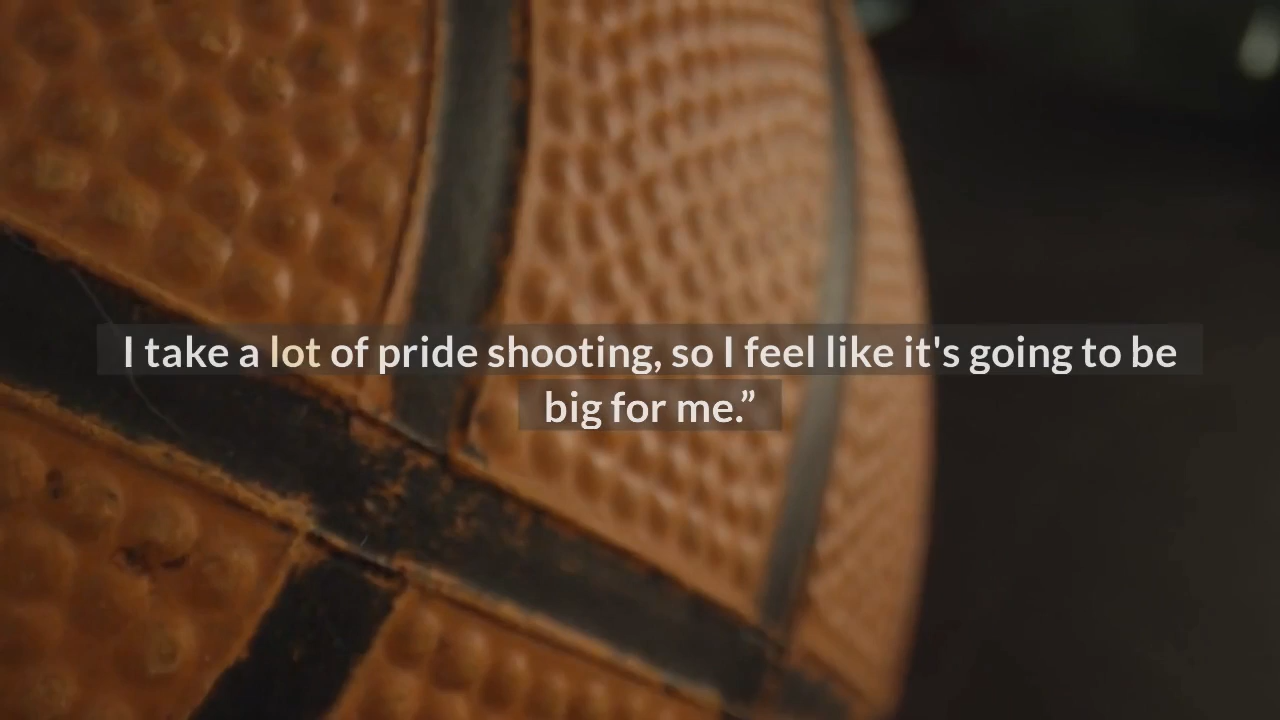 I take a lot of pride shooting, so I feel like it's going to be
big for me.”